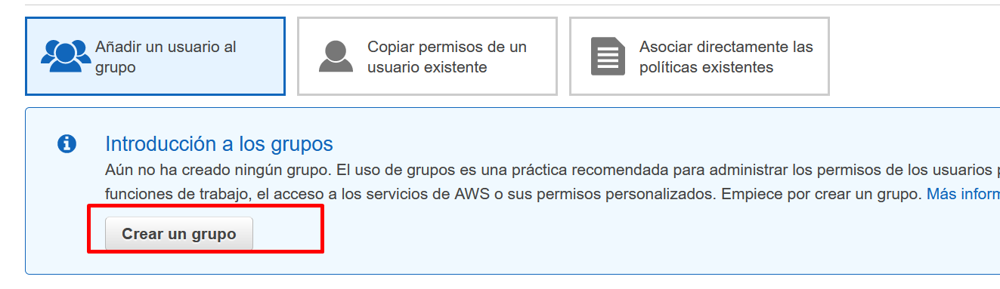 Añadir un usuario al
grupo
Copiar permisos de un
usuario existente
Asociar directamente las
políticas existentes
Introducción a los grupos
Aún no ha creado ningún grupo. El uso de grupos es una práctica recomendada para administrar los permisos de los usuarios
funciones de trabajo, el acceso a los servicios de AWS o sus permisos personalizados. Empiece por crear un grupo. Más
Crear un grupo